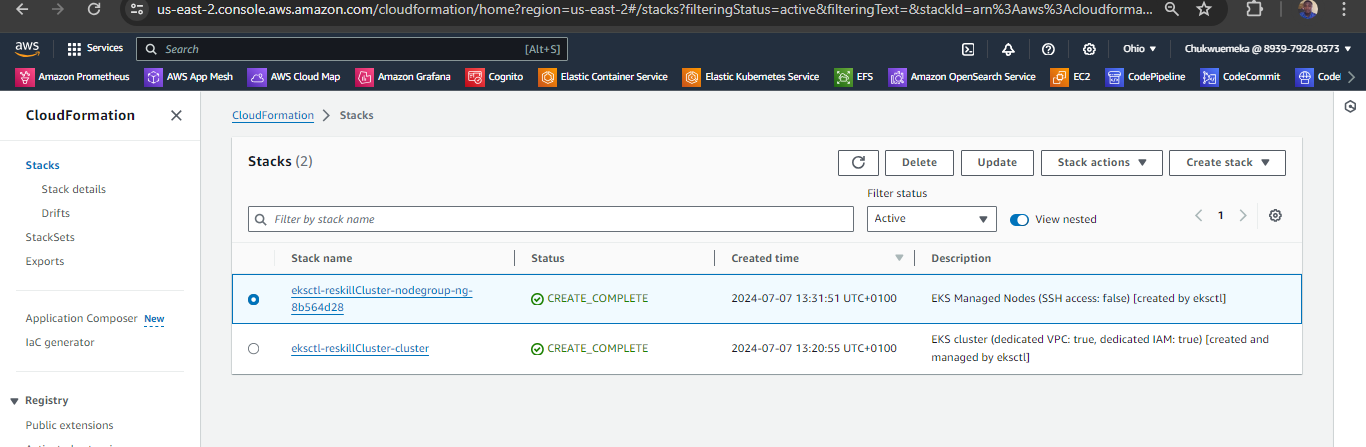 us-east-2.console.aws.amazon.com/cloudformation/home?region=us-east-2#/stacks?filteringStatus=active&filteringText=&stackId=arn%3Aaws%3Acloudforma...
aws Services Search [Alt+S] Ohio Chukwuemeka @ 8939-7928-0373
Amazon Prometheus AWS App Mesh AWS Cloud Map Amazon Grafana Cognito Elastic Container Service Elastic Kubernetes Service EFS Amazon OpenSearch Service EC2 CodePipeline CodeCommit Code
CloudFormation
Stacks
Stack details
Drifts
StackSets
Exports
Application Composer New
IaC generator
Registry
Public extensions
CloudFormation > Stacks
Stacks (2)
Delete Update Stack actions Create stack
Filter status
Filter by stack name Active View nested 1
Stack name Status Created time Description
eksctl-reskillCluster-nodegroup-ng-
8b564d28
CREATE_COMPLETE 2024-07-07 13:31:51 UTC+0100 EKS Managed Nodes (SSH access: false) [created by eksctl]
eksctl-reskillCluster-cluster CREATE_COMPLETE 2024-07-07 13:20:55 UTC+0100
EKS cluster (dedicated VPC: true, dedicated IAM: true) [created and
managed by eksctl]